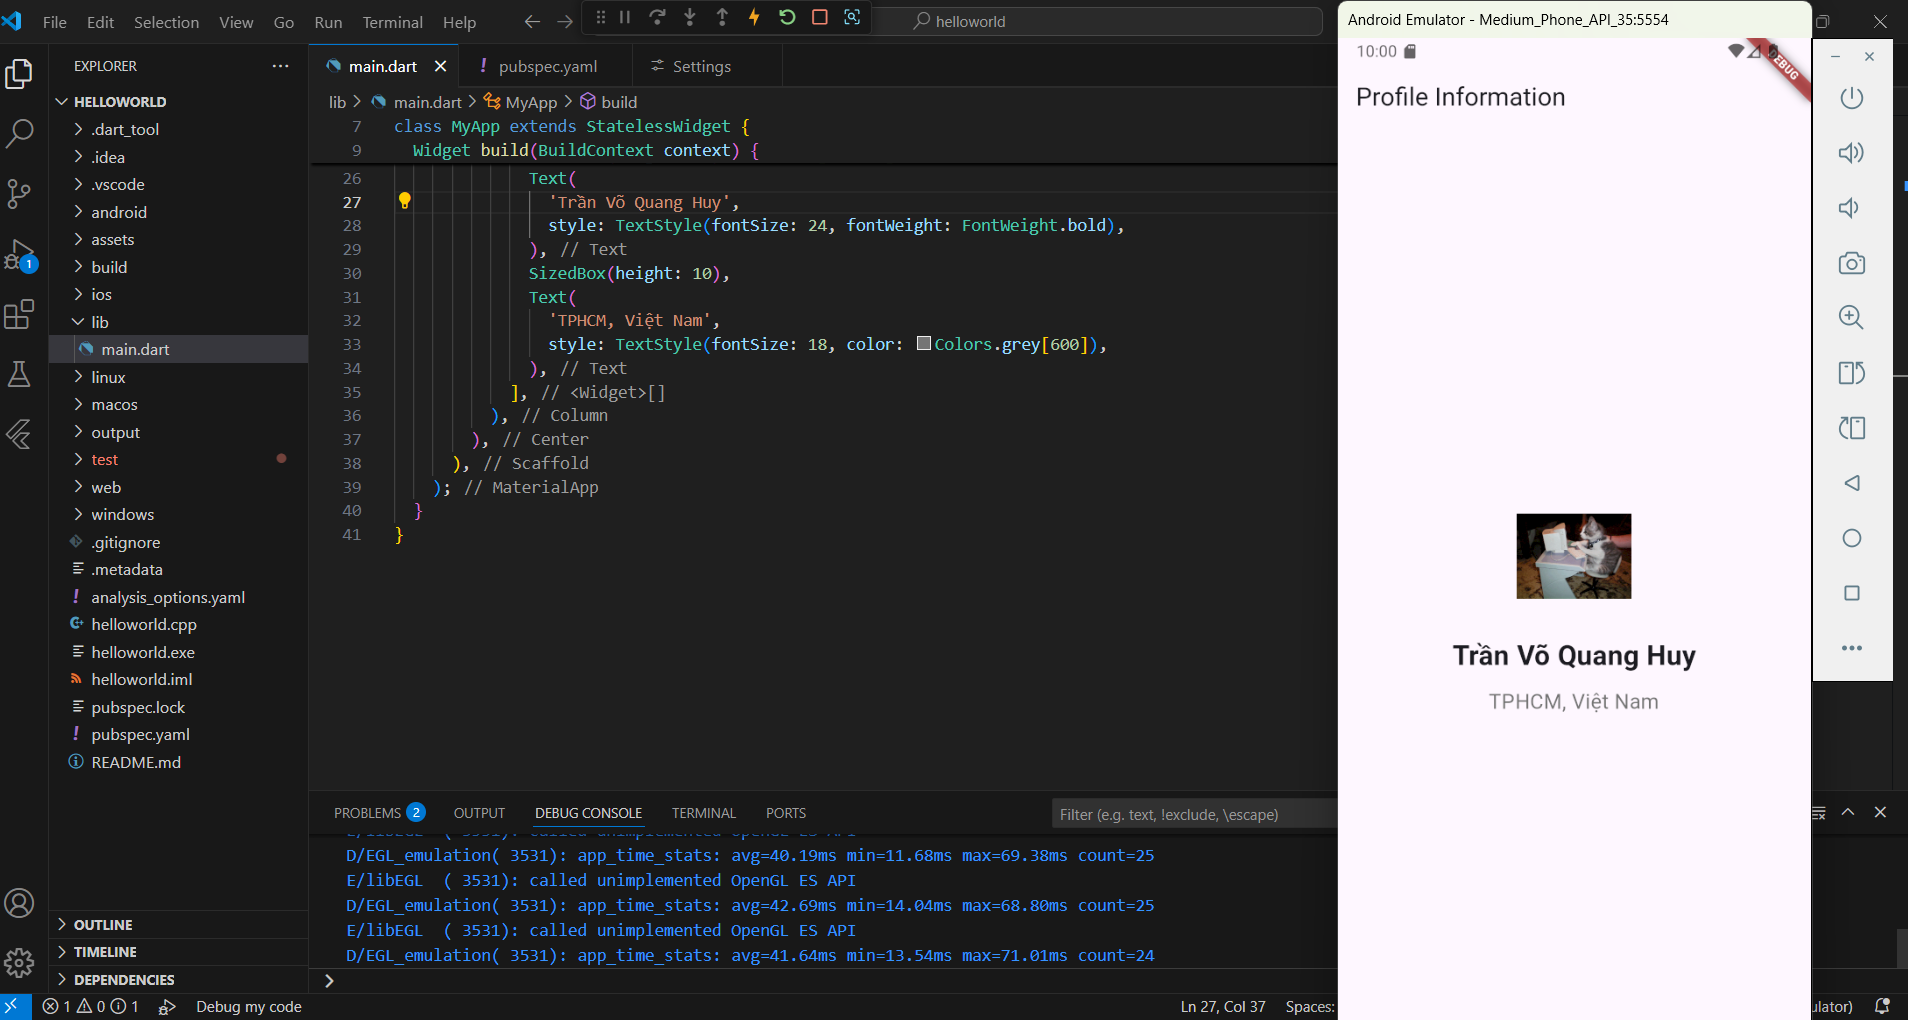 File Edit Selection View Go Run Terminal Help
helloworld
EXPLORER
HELLOWORLD
.dart_tool
.idea
.vscode
android
assets
build
ios
lib
main.dart
linux
macos
output
test
web
windows
.gitignore
.metadata
analysis_options.yaml
helloworld.cpp
helloworld.exe
helloworld.iml
pubspec.lock
pubspec.yaml
README.md
OUTLINE
TIMELINE
DEPENDENCIES
1
main.dart
pubspec.yaml
Settings
lib > main.dart > MyApp > build
7 class MyApp extends StatelessWidget {
9 Widget build(BuildContext context) {
26 Text(
27 'Trần Võ Quang Huy',
28 style: TextStyle(fontSize: 24, fontWeight: FontWeight.bold),
29 ), // Text
30 SizedBox(height: 10),
31 Text(
32 'TPHCM, Việt Nam',
33 style: TextStyle(fontSize: 18, color: Colors.grey[600]),
34 ), // Text
35 ], // <Widget>[]
36 ), // Column
37 ), // Center
38 ), // Scaffold
39 ); // MaterialApp
40 }
41 }
PROBLEMS 2 OUTPUT DEBUG CONSOLE TERMINAL PORTS
Filter (e.g. text, !exclude, \escape)
E/libEGL ( 3531): called unimplemented OpenGL ES API
D/EGL_emulation( 3531): app_time_stats: avg=40.19ms min=11.68ms max=69.38ms count=25
E/libEGL ( 3531): called unimplemented OpenGL ES API
D/EGL_emulation( 3531): app_time_stats: avg=42.69ms min=14.04ms max=68.80ms count=25
E/libEGL ( 3531): called unimplemented OpenGL ES API
D/EGL_emulation( 3531): app_time_stats: avg=41.64ms min=13.54ms max=71.01ms count=24
1 0 1 Debug my code
Ln 27, Col 37 Spaces:
ulator)
Android Emulator - Medium_Phone_API_35:5554
10:00
DEBUG
Profile Information
Trần Võ Quang Huy
TPHCM, Việt Nam